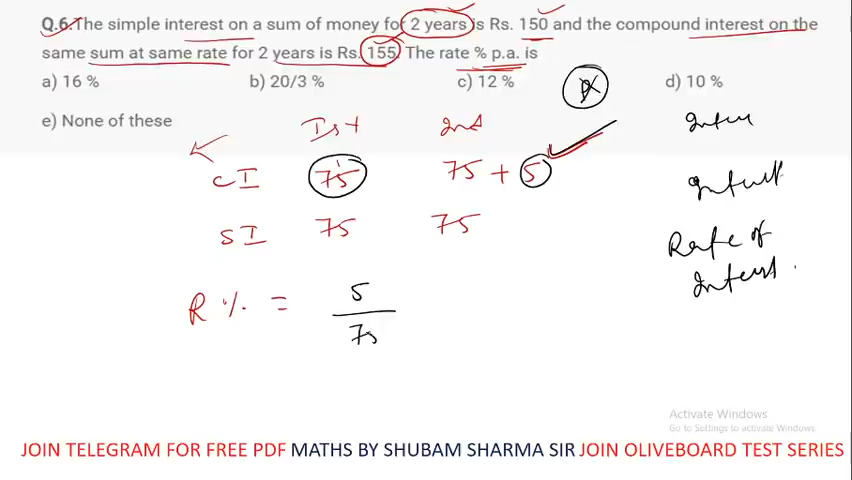 Q.6. The simple interest on a sum of money for 2 years is Rs. 150 and the compound interest on the
same sum at same rate for 2 years is Rs. 155. The rate % p.a. is
a) 16 % b) 20/3 % c) 12 % d) 10 %
e) None of these
Ist 2nd
CI 75 75 + 5
SI 75 75
Rate of
Interest
R % = 5
75
Activate Windows
Go to Settings to activate Windows.
JOIN TELEGRAM FOR FREE PDF MATHS BY SHUBAM SHARMA SIR JOIN OLIVEBOARD TEST SERIES